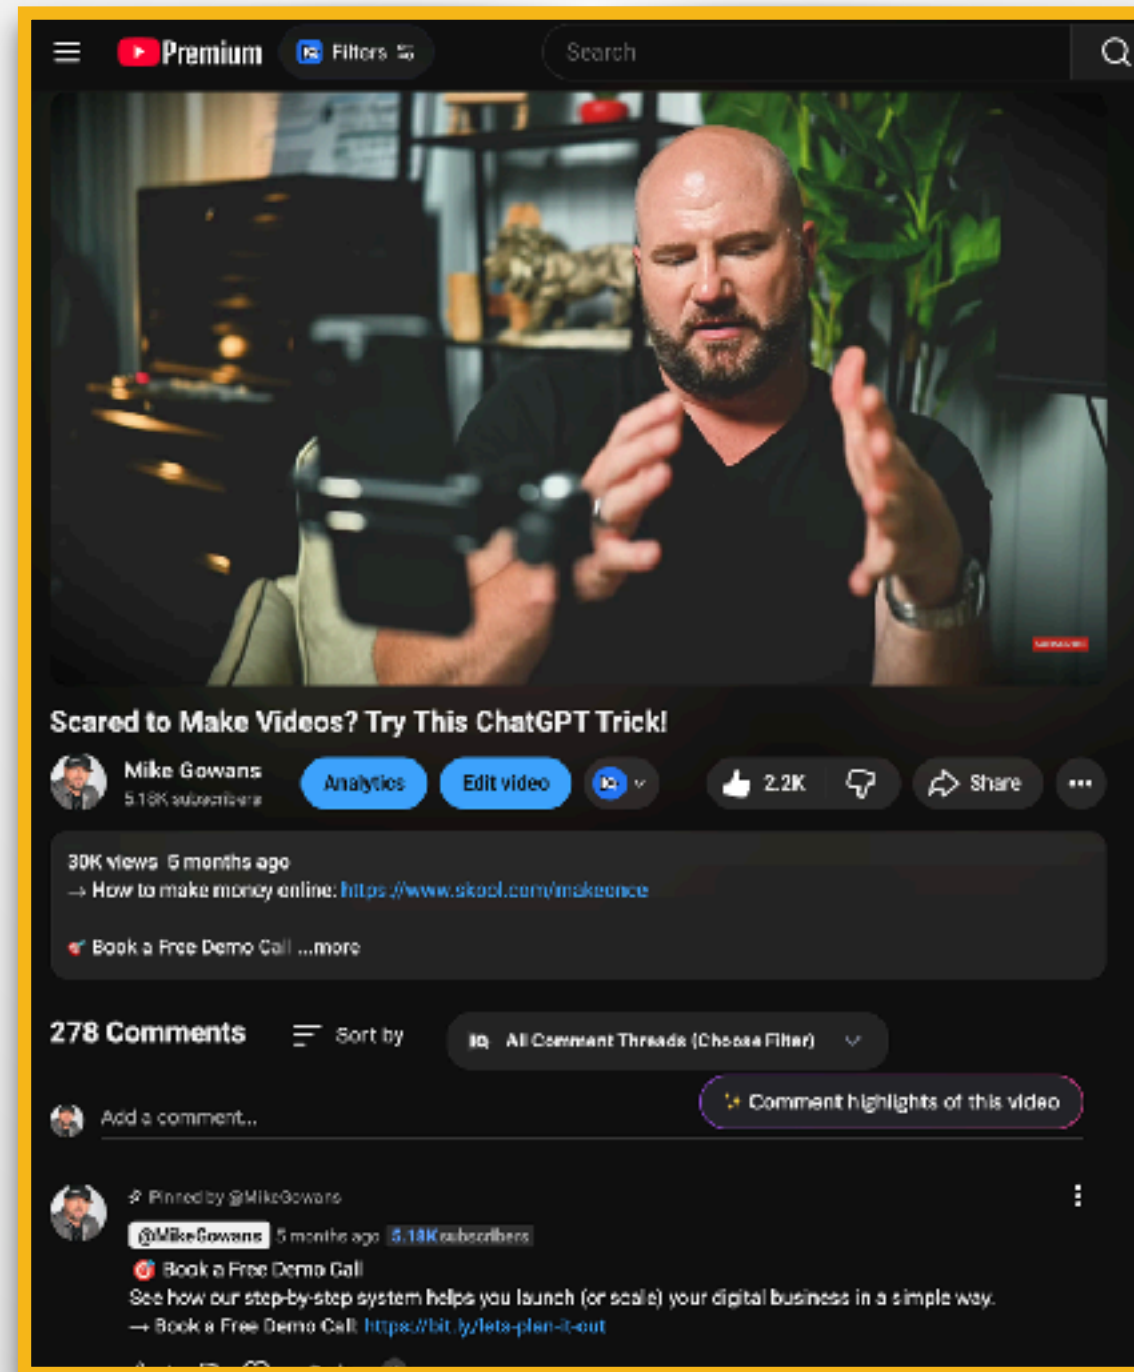 Premium
IQ Filters
Search
SUBSCRIBE
Scared to Make Videos? Try This ChatGPT Trick!
Mike Gowans
5.18K subscribers
Analytics
Edit video
IQ
2.2K
Share
30K views 5 months ago
→ How to make money online: https://www.skool.com/makeonce
🎯 Book a Free Demo Call ...more
278 Comments
Sort by
IQ All Comment Threads (Choose Filter)
Comment highlights of this video
Add a comment...
Pinned by @MikeGowans
@MikeGowans 5 months ago 5.18K subscribers
🎯 Book a Free Demo Call
See how our step-by-step system helps you launch (or scale) your digital business in a simple way.
→ Book a Free Demo Call: https://bit.ly/lets-plan-it-out